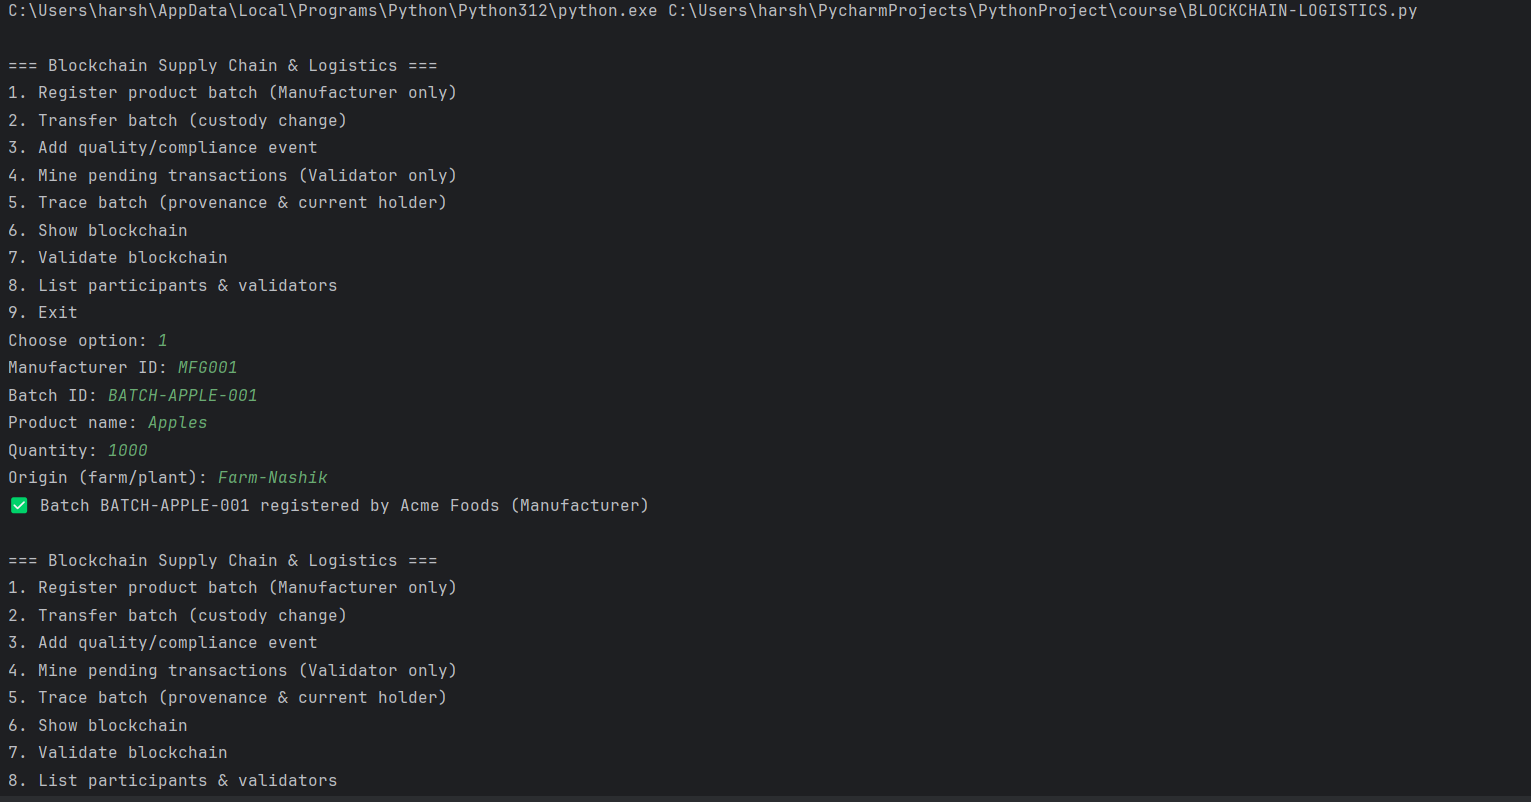 C:\Users\harsh\AppData\Local\Programs\Python\Python312\python.exe C:\Users\harsh\PycharmProjects\PythonProject\course\BLOCKCHAIN-LOGISTICS.py
=== Blockchain Supply Chain & Logistics ===
1. Register product batch (Manufacturer only)
2. Transfer batch (custody change)
3. Add quality/compliance event
4. Mine pending transactions (Validator only)
5. Trace batch (provenance & current holder)
6. Show blockchain
7. Validate blockchain
8. List participants & validators
9. Exit
Choose option: 1
Manufacturer ID: MFG001
Batch ID: BATCH-APPLE-001
Product name: Apples
Quantity: 1000
Origin (farm/plant): Farm-Nashik
✅ Batch BATCH-APPLE-001 registered by Acme Foods (Manufacturer)
=== Blockchain Supply Chain & Logistics ===
1. Register product batch (Manufacturer only)
2. Transfer batch (custody change)
3. Add quality/compliance event
4. Mine pending transactions (Validator only)
5. Trace batch (provenance & current holder)
6. Show blockchain
7. Validate blockchain
8. List participants & validators